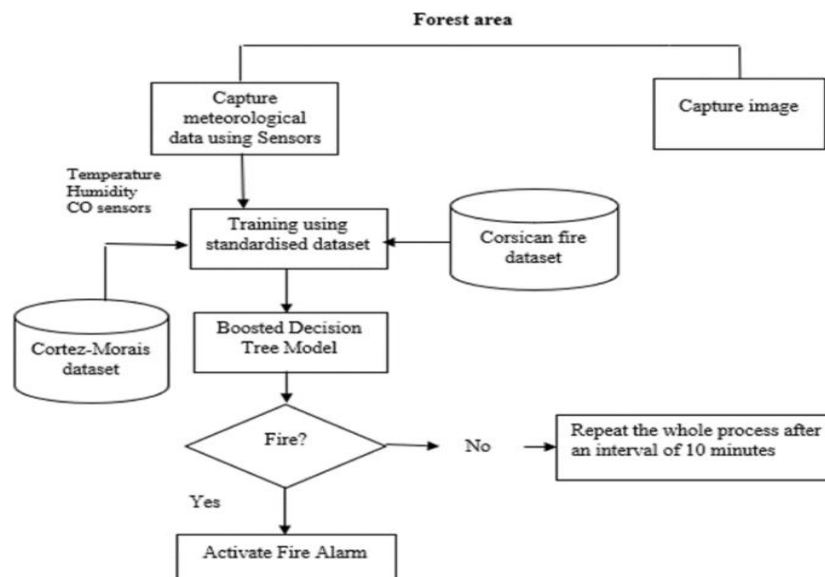 Forest area
Capture
meteorological
data using Sensors
Capture image
Temperature
Humidity
CO sensors
Training using
standardised dataset
Corsican fire
dataset
Cortez-Morais
dataset
Boosted Decision
Tree Model
Fire?
No
Repeat the whole process after
an interval of 10 minutes
Yes
Activate Fire Alarm